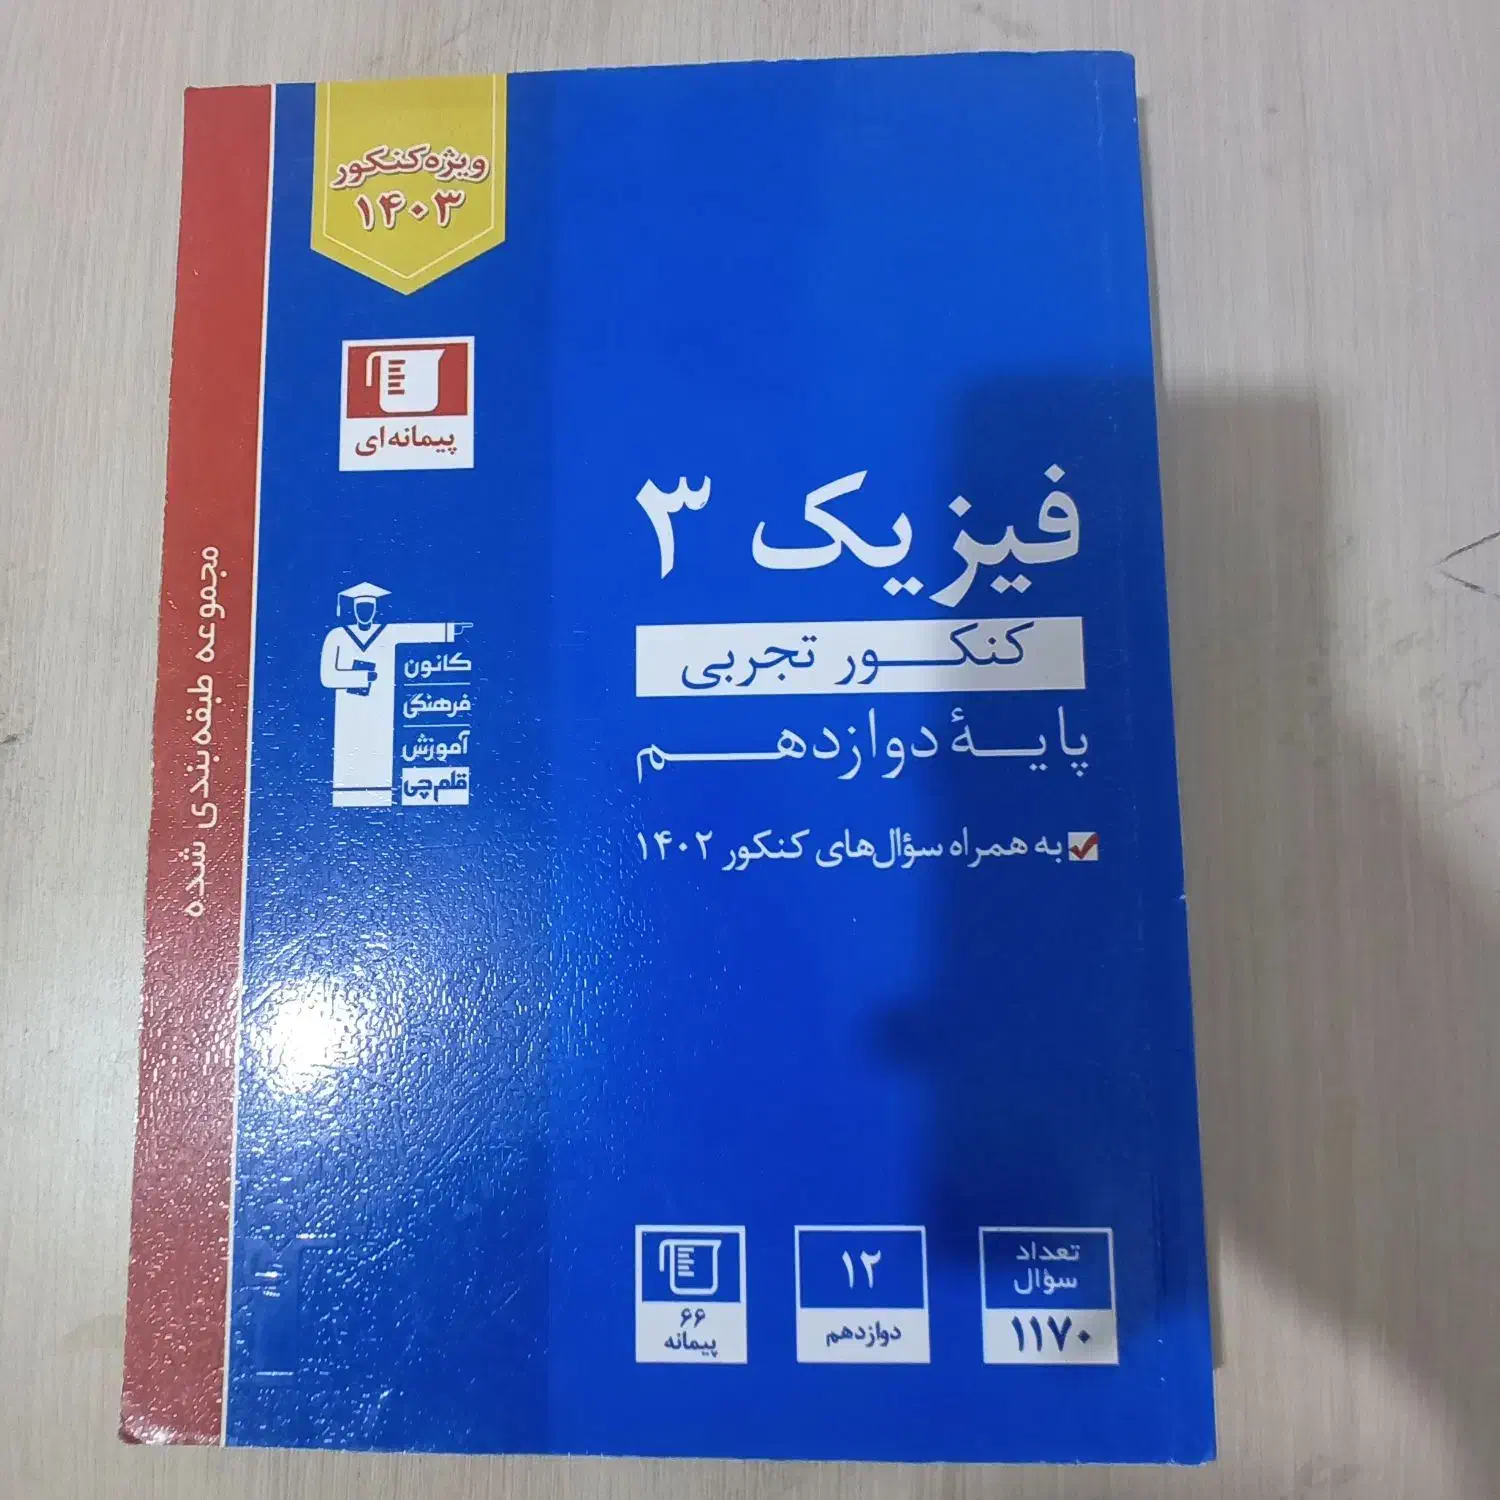 ویژه کنکور
۱۴۰۳
پیمانه‌ای
فیزیک ۳
کنکور تجربی
پایهٔ دوازدهم
به همراه سؤال‌های کنکور ۱۴۰۲
کانون
فرهنگی
آموزش
قلم‌چی
مجموعه طبقه‌بندی شده
تعداد
سؤال
۱۱۷۰
۱۲
دوازدهم
۶۶
پیمانه